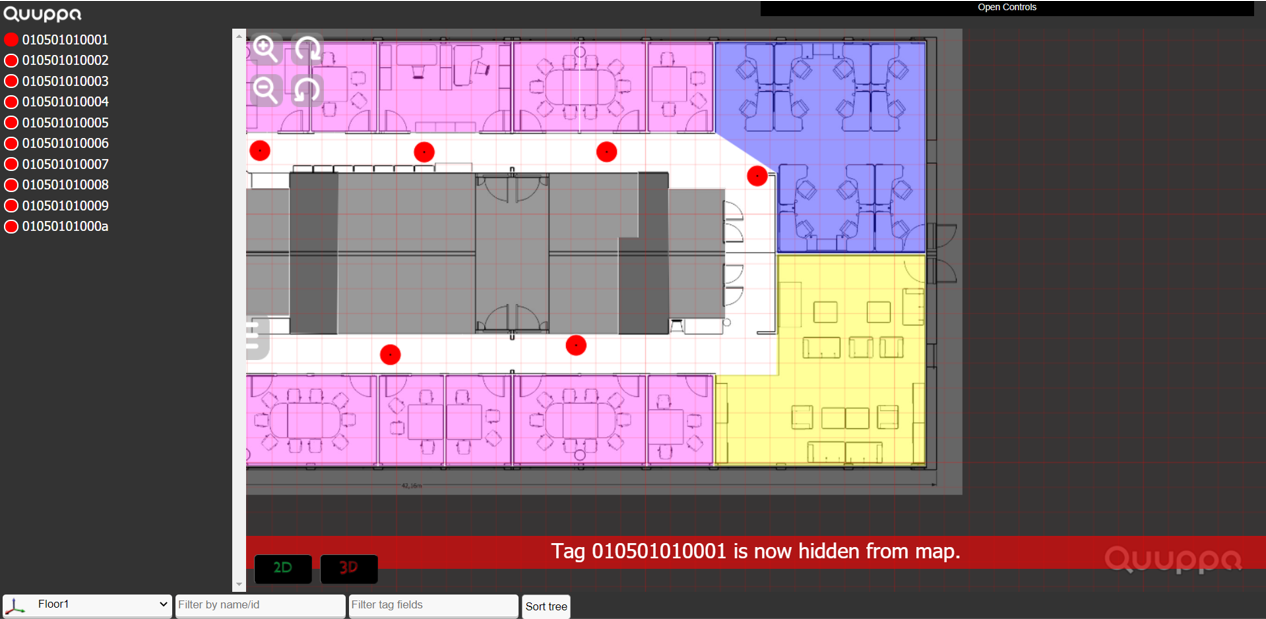 Quuppa
Open Controls
010501010001
010501010002
010501010003
010501010004
010501010005
010501010006
010501010007
010501010008
010501010009
01050101000a
Tag 010501010001 is now hidden from map.
Quuppa
2D
3D
Floor1
Filter by name/id
Filter tag fields
Sort tree